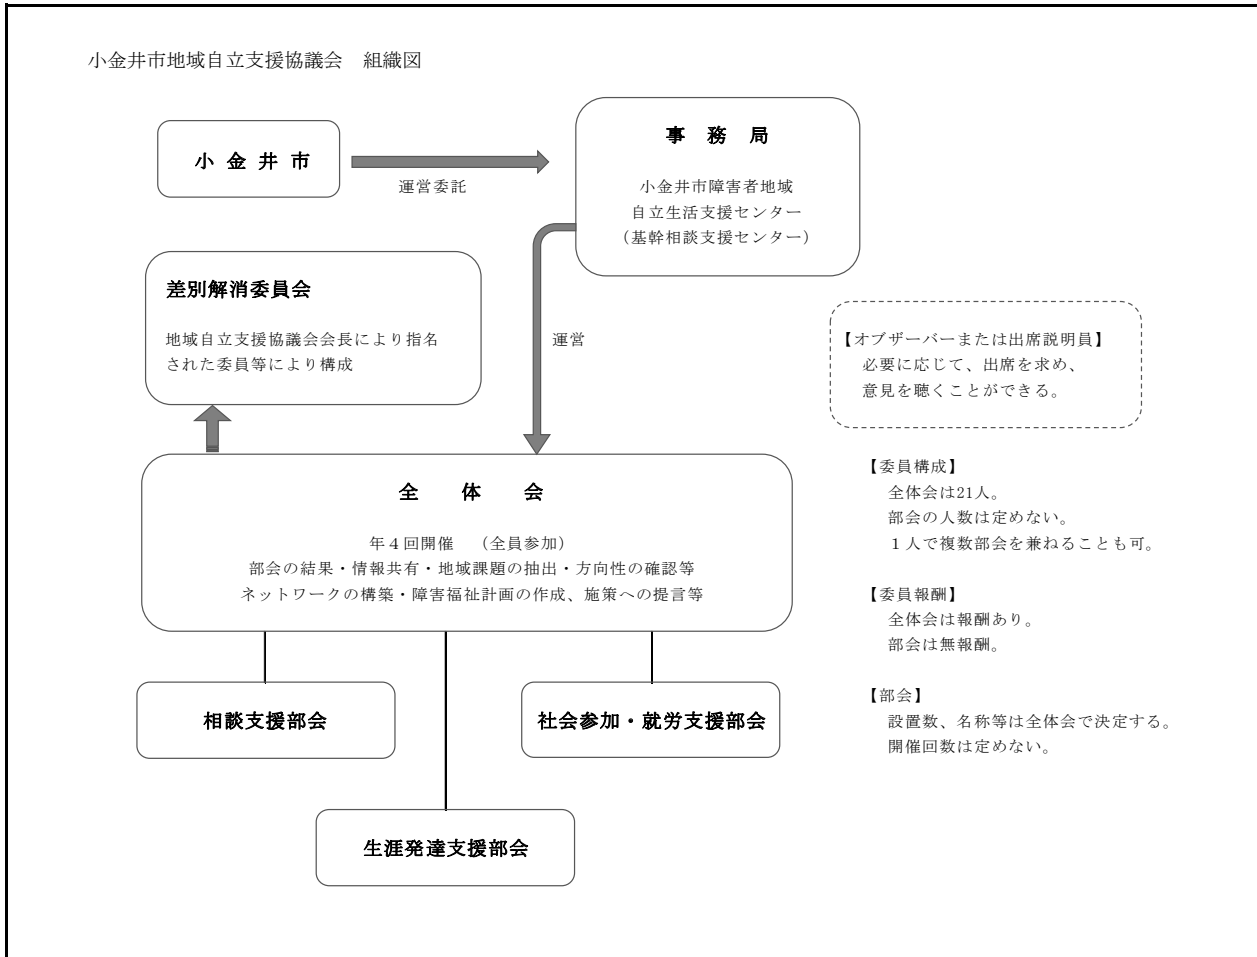 小金井市地域自立支援協議会　組織図
小 金 井 市
運営委託
事　務　局
小金井市障害者地域
自立生活支援センター
（基幹相談支援センター）
差別解消委員会
地域自立支援協議会会長により指名
された委員等により構成
運営
【オブザーバーまたは出席説明員】
必要に応じて、出席を求め、
意見を聴くことができる。
全　体　会
年４回開催　（全員参加）
部会の結果・情報共有・地域課題の抽出・方向性の確認等
ネットワークの構築・障害福祉計画の作成、施策への提言等
【委員構成】
全体会は21人。
部会の人数は定めない。
１人で複数部会を兼ねることも可。
【委員報酬】
全体会は報酬あり。
部会は無報酬。
【部会】
設置数、名称等は全体会で決定する。
開催回数は定めない。
相談支援部会
社会参加・就労支援部会
生涯発達支援部会